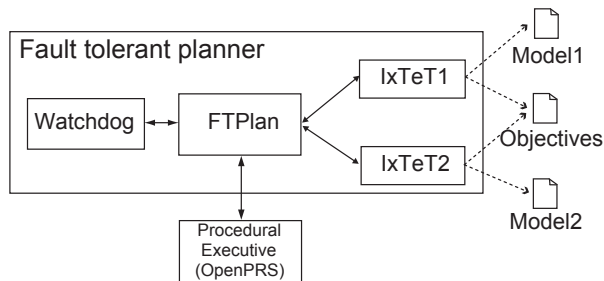 Fault tolerant planner
Watchdog
FTPlan
IxTeT1
IxTeT2
Model1
Objectives
Model2
Procedural
Executive
(OpenPRS)